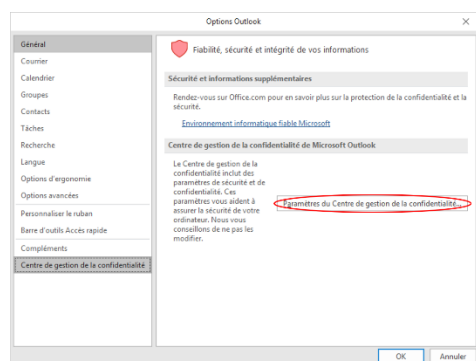 Options Outlook
Général
Courrier
Calendrier
Groupes
Contacts
Tâches
Recherche
Langue
Options d'ergonomie
Options avancées
Personnaliser le ruban
Barre d'outils Accès rapide
Compléments
Centre de gestion de la confidentialité
Fiabilité, sécurité et intégrité de vos informations
Sécurité et informations supplémentaires
Rendez-vous sur Office.com pour en savoir plus sur la protection de la confidentialité et la
sécurité.
Environnement informatique fiable Microsoft
Centre de gestion de la confidentialité de Microsoft Outlook
Le Centre de gestion de la
confidentialité inclut des
paramètres de sécurité et de
confidentialité. Ces
paramètres vous aident à
assurer la sécurité de votre
ordinateur. Nous vous
conseillons de ne pas les
modifier.
Paramètres du Centre de gestion de la confidentialité...
OK
Annuler